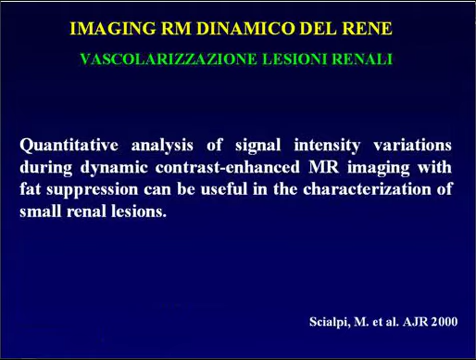 IMAGING RM DINAMICO DEL RENE
VASCOLARIZZAZIONE LESIONI RENALI
Quantitative analysis of signal intensity variations
during dynamic contrast-enhanced MR imaging with
fat suppression can be useful in the characterization of
small renal lesions.
Scialpi, M. et al. AJR 2000